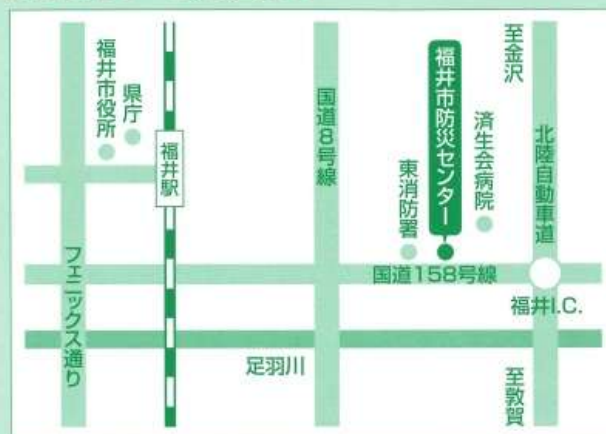 福井市役所
県庁
福井駅
フェニックス通り
国道8号線
足羽川
東消防署
福井市防災センター
済生会病院
国道158号線
至金沢
北陸自動車道
福井I.C.
至敦賀